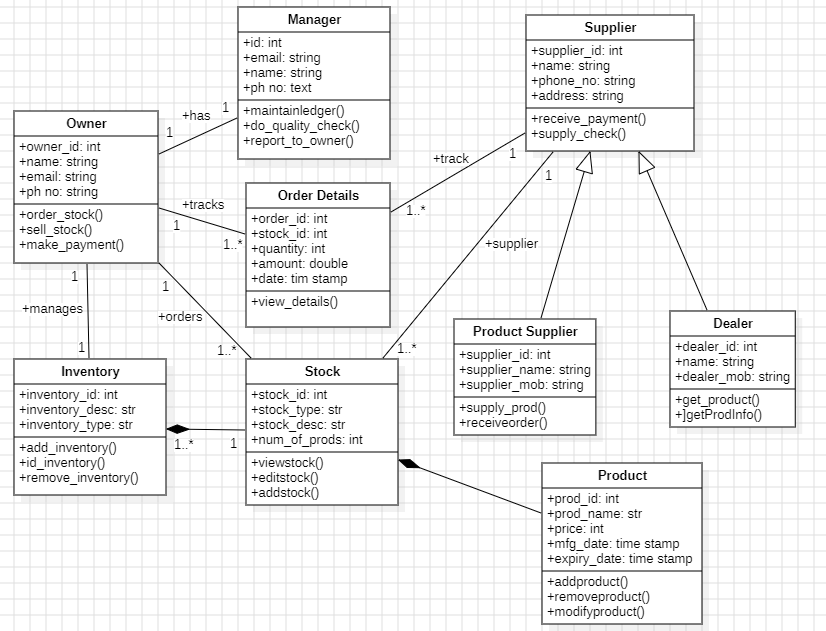 Manager
+id: int
+email: string
+name: string
+ph no: text
+maintainledger()
+do_quality_check()
+report_to_owner()
Supplier
+supplier_id: int
+name: string
+phone_no: string
+address: string
+receive_payment()
+supply_check()
Owner
+owner_id: int
+name: string
+email: string
+ph no: string
+order_stock()
+sell_stock()
+make_payment()
+has
1
1
+track
1
1..*
Order Details
+order_id: int
+stock_id: int
+quantity: int
+amount: double
+date: tim stamp
+view_details()
+tracks
1
1..*
+supplier
1
1..*
+orders
1
1..*
+manages
1
1
Product Supplier
+supplier_id: int
+supplier_name: string
+supplier_mob: string
+supply_prod()
+receiveorder()
Dealer
+dealer_id: int
+name: string
+dealer_mob: string
+get_product()
+]getProdInfo()
Inventory
+inventory_id: int
+inventory_desc: str
+inventory_type: str
+add_inventory()
+id_inventory()
+remove_inventory()
1..*
1
Stock
+stock_id: int
+stock_type: str
+stock_desc: str
+num_of_prods: int
+viewstock()
+editstock()
+addstock()
Product
+prod_id: int
+prod_name: str
+price: int
+mfg_date: time stamp
+expiry_date: time stamp
+addproduct()
+removeproduct()
+modifyproduct()